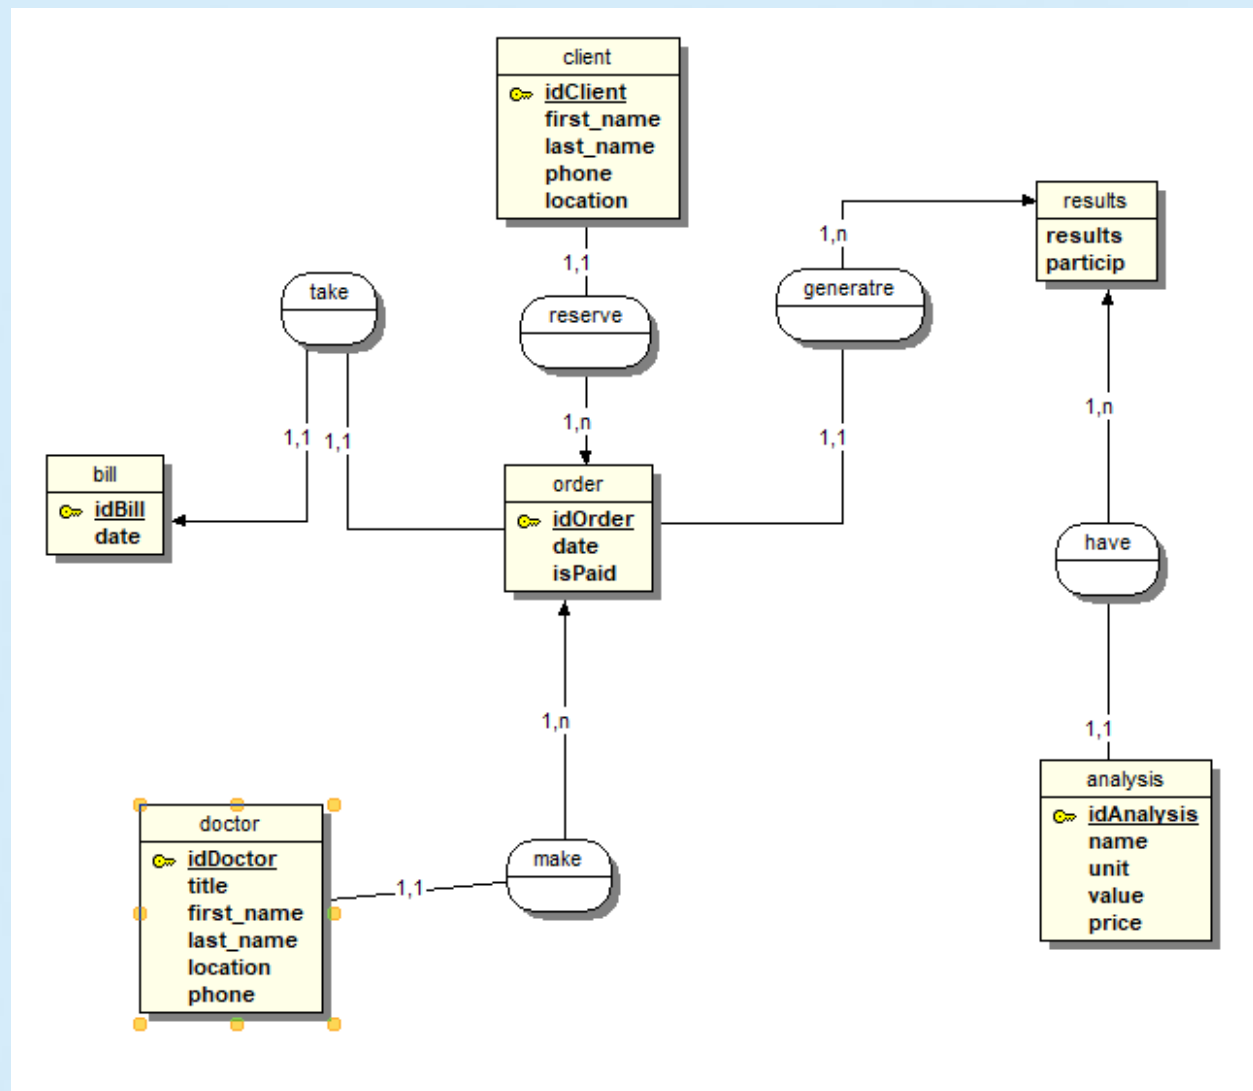 client
idClient
first_name
last_name
phone
location
1,1
reserve
1,n
take
1,1
1,1
bill
idBill
date
order
idOrder
date
isPaid
1,n
generatre
1,1
results
results
particip
1,n
have
1,1
analysis
idAnalysis
name
unit
value
price
1,n
make
1,1
doctor
idDoctor
title
first_name
last_name
location
phone